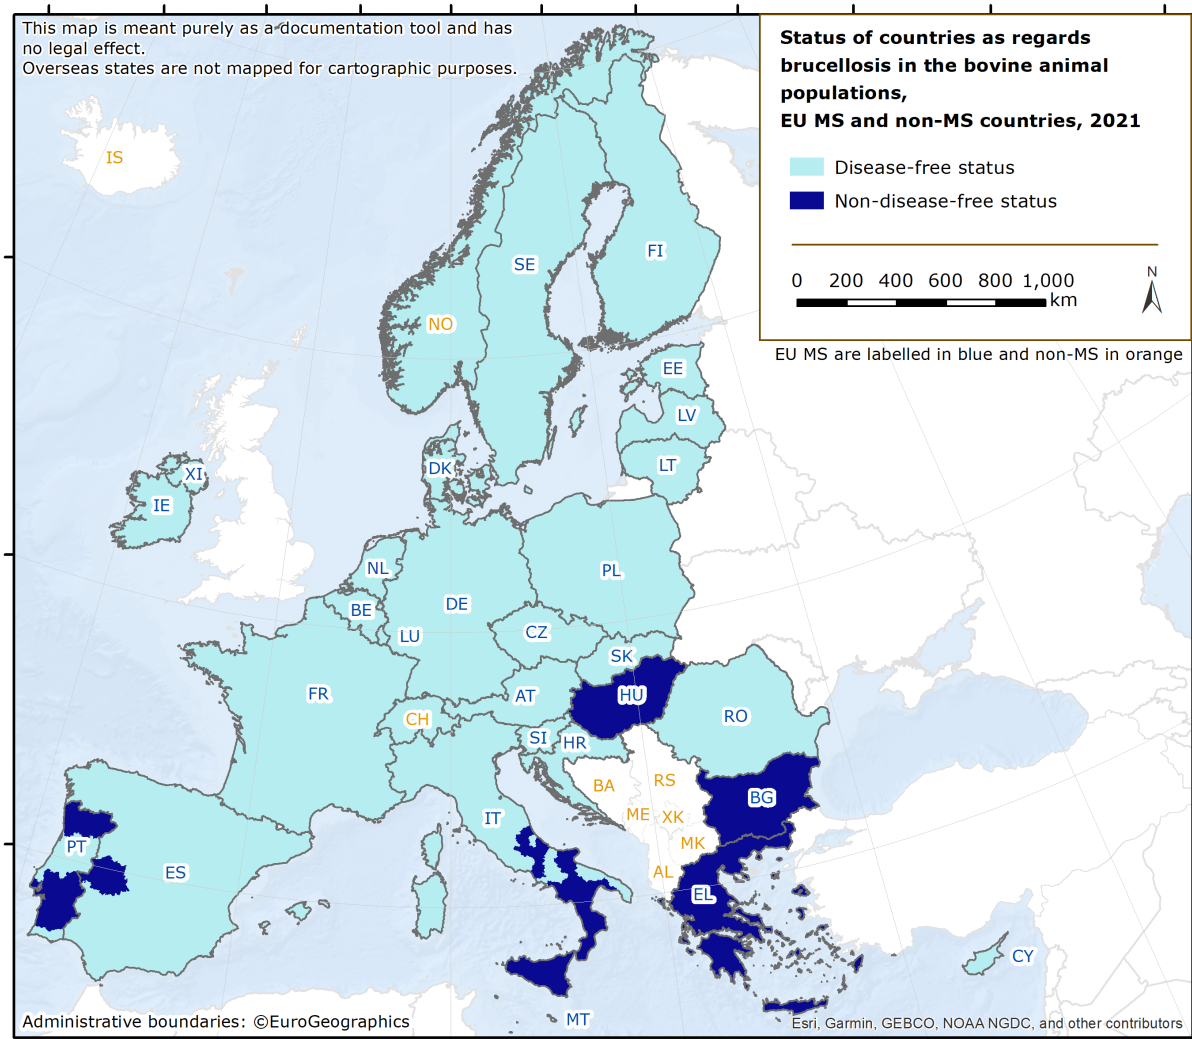 This map is meant purely as a documentation tool and has
no legal effect.
Overseas states are not mapped for cartographic purposes.
Status of countries as regards
brucellosis in the bovine animal
populations,
EU MS and non-MS countries, 2021
Disease-free status
Non-disease-free status
0 200 400 600 800 1,000
km
N
EU MS are labelled in blue and non-MS in orange
IS
SE
FI
NO
EE
LV
LT
DK
XI
IE
NL
PL
BE
DE
LU
CZ
SK
FR
AT
HU
CH
RO
SI
HR
BA
RS
BG
IT
ME
XK
MK
PT
ES
AL
EL
CY
MT
Administrative boundaries: ©EuroGeographics
Esri, Garmin, GEBCO, NOAA NGDC, and other contributors